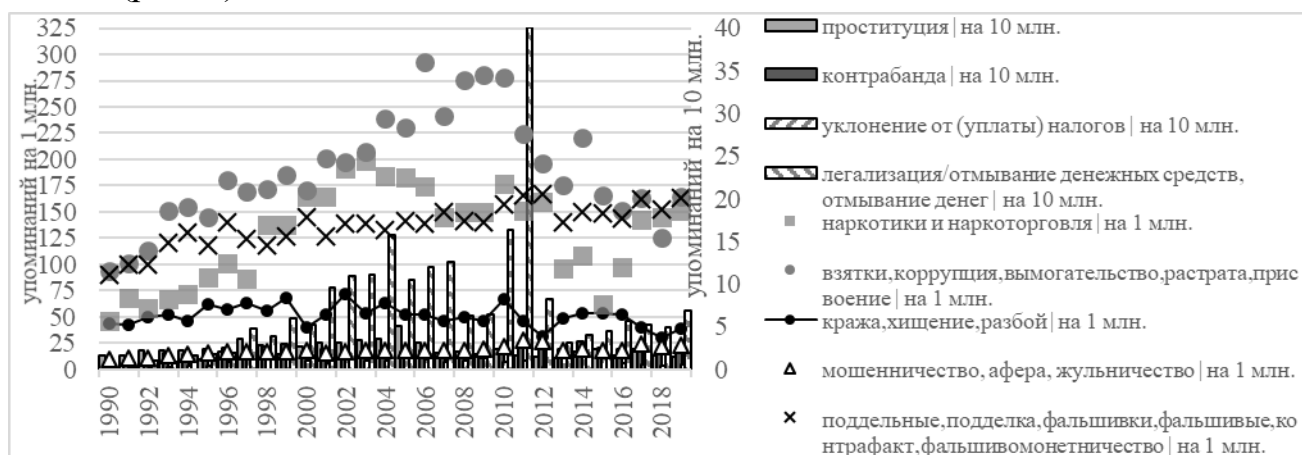 упоминаний на 1 млн.
325
300
275
250
225
200
175
150
125
100
75
50
25
0
1990
1992
1994
1996
1998
2000
2002
2004
2006
2008
2010
2012
2014
2016
2018
40
35
30
25
20
15
10
5
0
упоминаний на 10 млн.
проституция | на 10 млн.
контрабанда | на 10 млн.
уклонение от (уплаты) налогов | на 10 млн.
легализация/отмывание денежных средств,
отмывание денег | на 10 млн.
наркотики и наркоторговля | на 1 млн.
взятки,коррупция,вымогательство,растрата,прис
воение | на 1 млн.
кража,хищение,разбой | на 1 млн.
мошенничество, афера, жульничество | на 1 млн.
поддельные,подделка,фальшивки,фальшивые,ко
нтрафакт,фальшивомонетничество | на 1 млн.